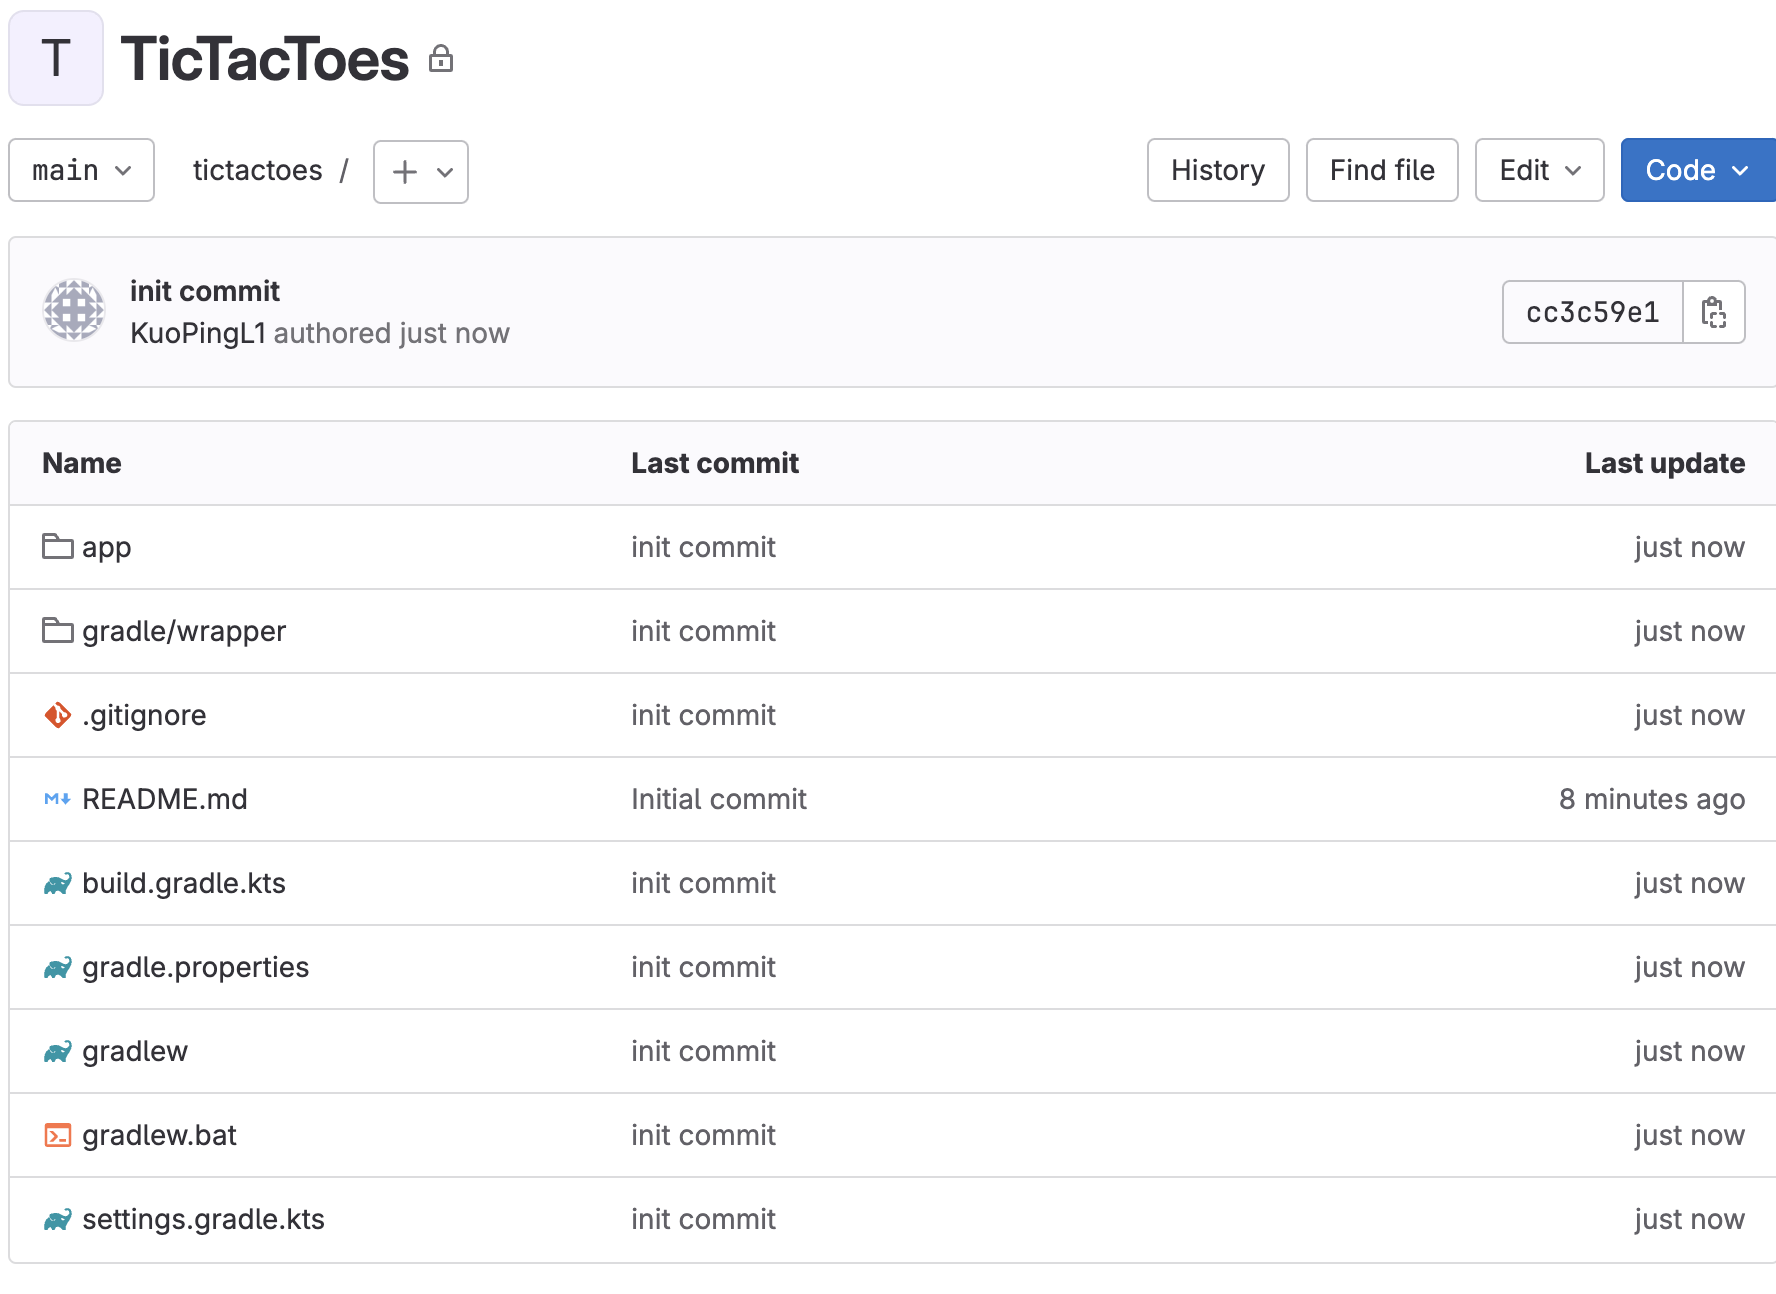 T
TicTacToes
main
tictactoes /
History
Find file
Edit
Code
init commit
KuoPingL1 authored just now
cc3c59e1
Name Last commit Last update
app init commit just now
gradle/wrapper init commit just now
.gitignore init commit just now
README.md Initial commit 8 minutes ago
build.gradle.kts init commit just now
gradle.properties init commit just now
gradlew init commit just now
gradlew.bat init commit just now
settings.gradle.kts init commit just now